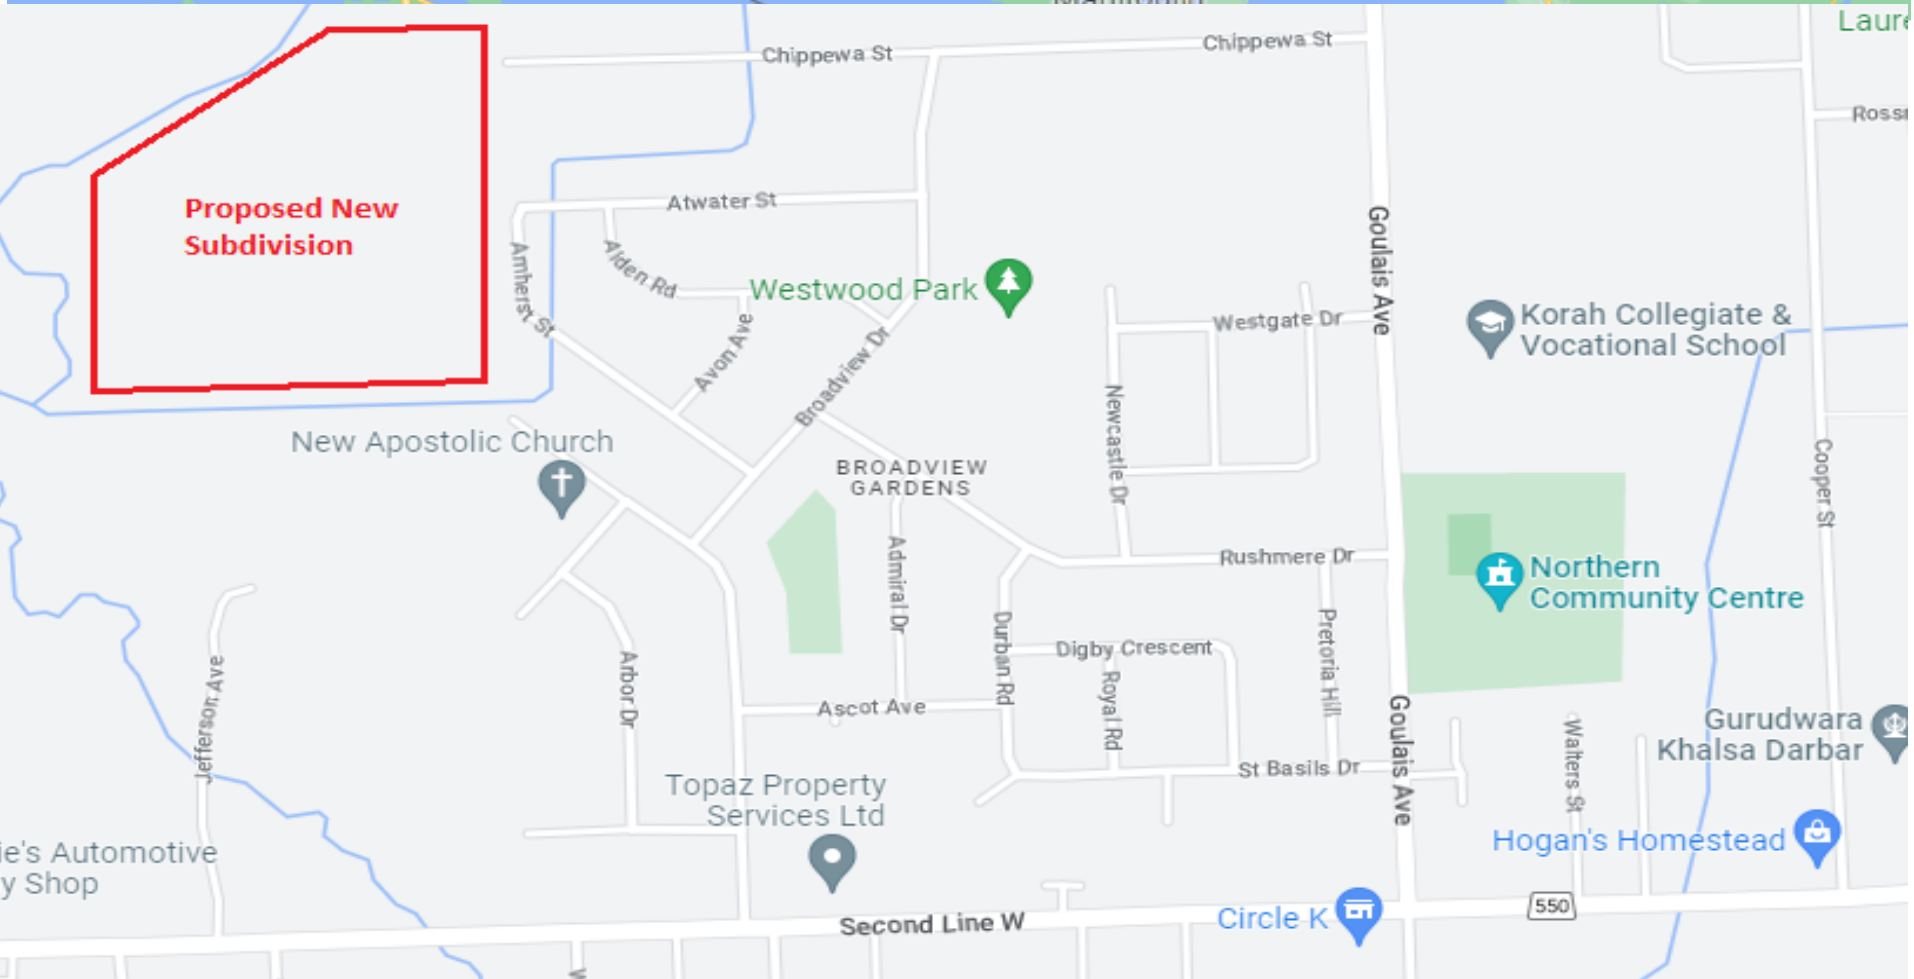 Chippewa St
Chippewa St
Proposed New
Subdivision
Atwater St
Amherst St
Alden Rd
Avon Ave
Westwood Park
Broadview Dr
Goulais Ave
Westgate Dr
Korah Collegiate &
Vocational School
Newcastle Dr
Cooper St
New Apostolic Church
BROADVIEW
GARDENS
Admiral Dr
Rushmere Dr
Northern
Community Centre
Durban Rd
Digby Crescent
Royal Rd
Pretoria Hill
Jefferson Ave
Arbor Dr
Ascot Ave
Goulais Ave
Walters St
Gurudwara
Khalsa Darbar
St Basils Dr
Topaz Property
Services Ltd
Hogan's Homestead
ie's Automotive
y Shop
Second Line W
Circle K
550